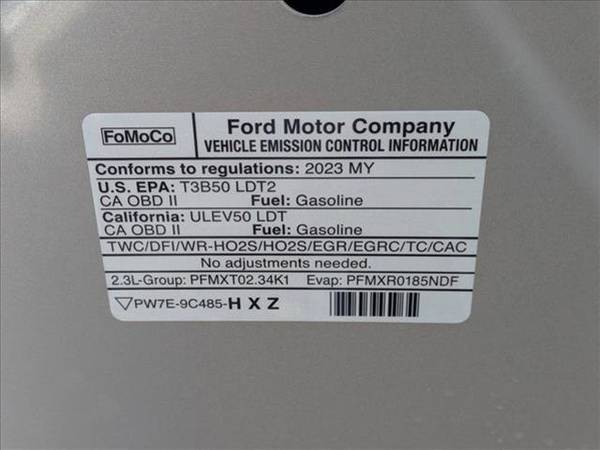 FoMoCo
Ford Motor Company
VEHICLE EMISSION CONTROL INFORMATION
Conforms to regulations: 2023 MY
U.S. EPA: T3B50 LDT2
CA OBD II Fuel: Gasoline
California: ULEV50 LDT
CA OBD II Fuel: Gasoline
TWC/DFI/WR-HO2S/HO2S/EGR/EGRC/TC/CAC
No adjustments needed.
2.3L-Group: PFMXT02.34K1 Evap: PFMXR0185NDF
▽PW7E-9C485-H X Z